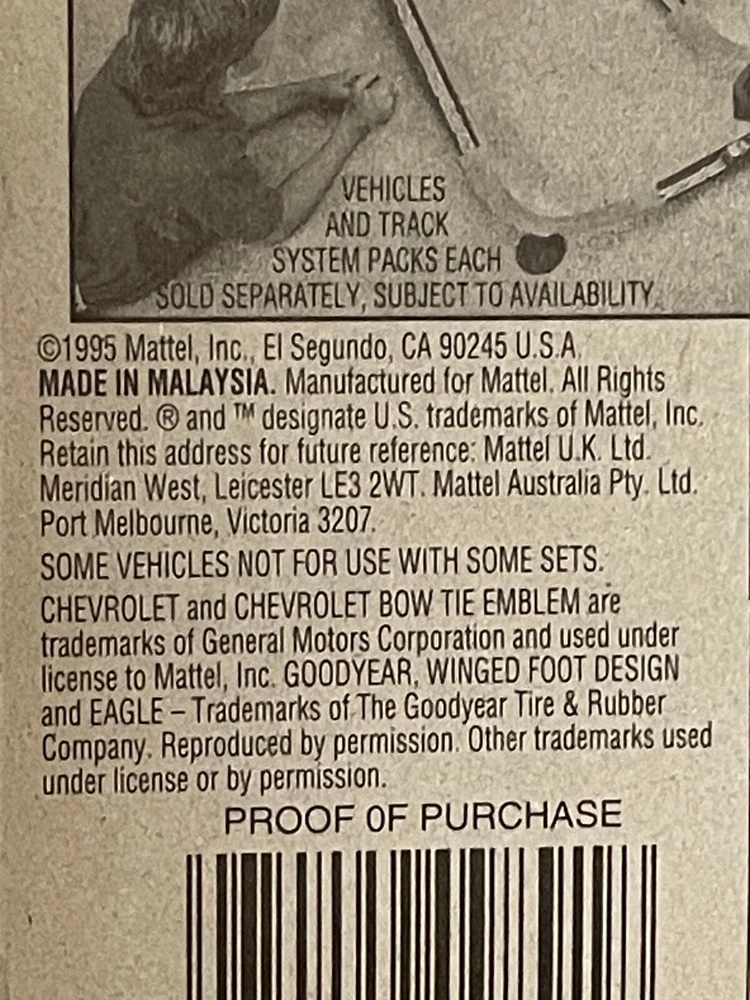 VEHICLES
AND TRACK
SYSTEM PACKS EACH
SOLD SEPARATELY, SUBJECT TO AVAILABILITY.
©1995 Mattel, Inc., El Segundo, CA 90245 U.S.A.
MADE IN MALAYSIA. Manufactured for Mattel. All Rights
Reserved. ® and ™ designate U.S. trademarks of Mattel, Inc.
Retain this address for future reference: Mattel U.K. Ltd.
Meridian West, Leicester LE3 2WT. Mattel Australia Pty. Ltd.
Port Melbourne, Victoria 3207.
SOME VEHICLES NOT FOR USE WITH SOME SETS.
CHEVROLET and CHEVROLET BOW TIE EMBLEM are
trademarks of General Motors Corporation and used under
license to Mattel, Inc. GOODYEAR, WINGED FOOT DESIGN
and EAGLE – Trademarks of The Goodyear Tire & Rubber
Company. Reproduced by permission. Other trademarks used
under license or by permission.
PROOF OF PURCHASE